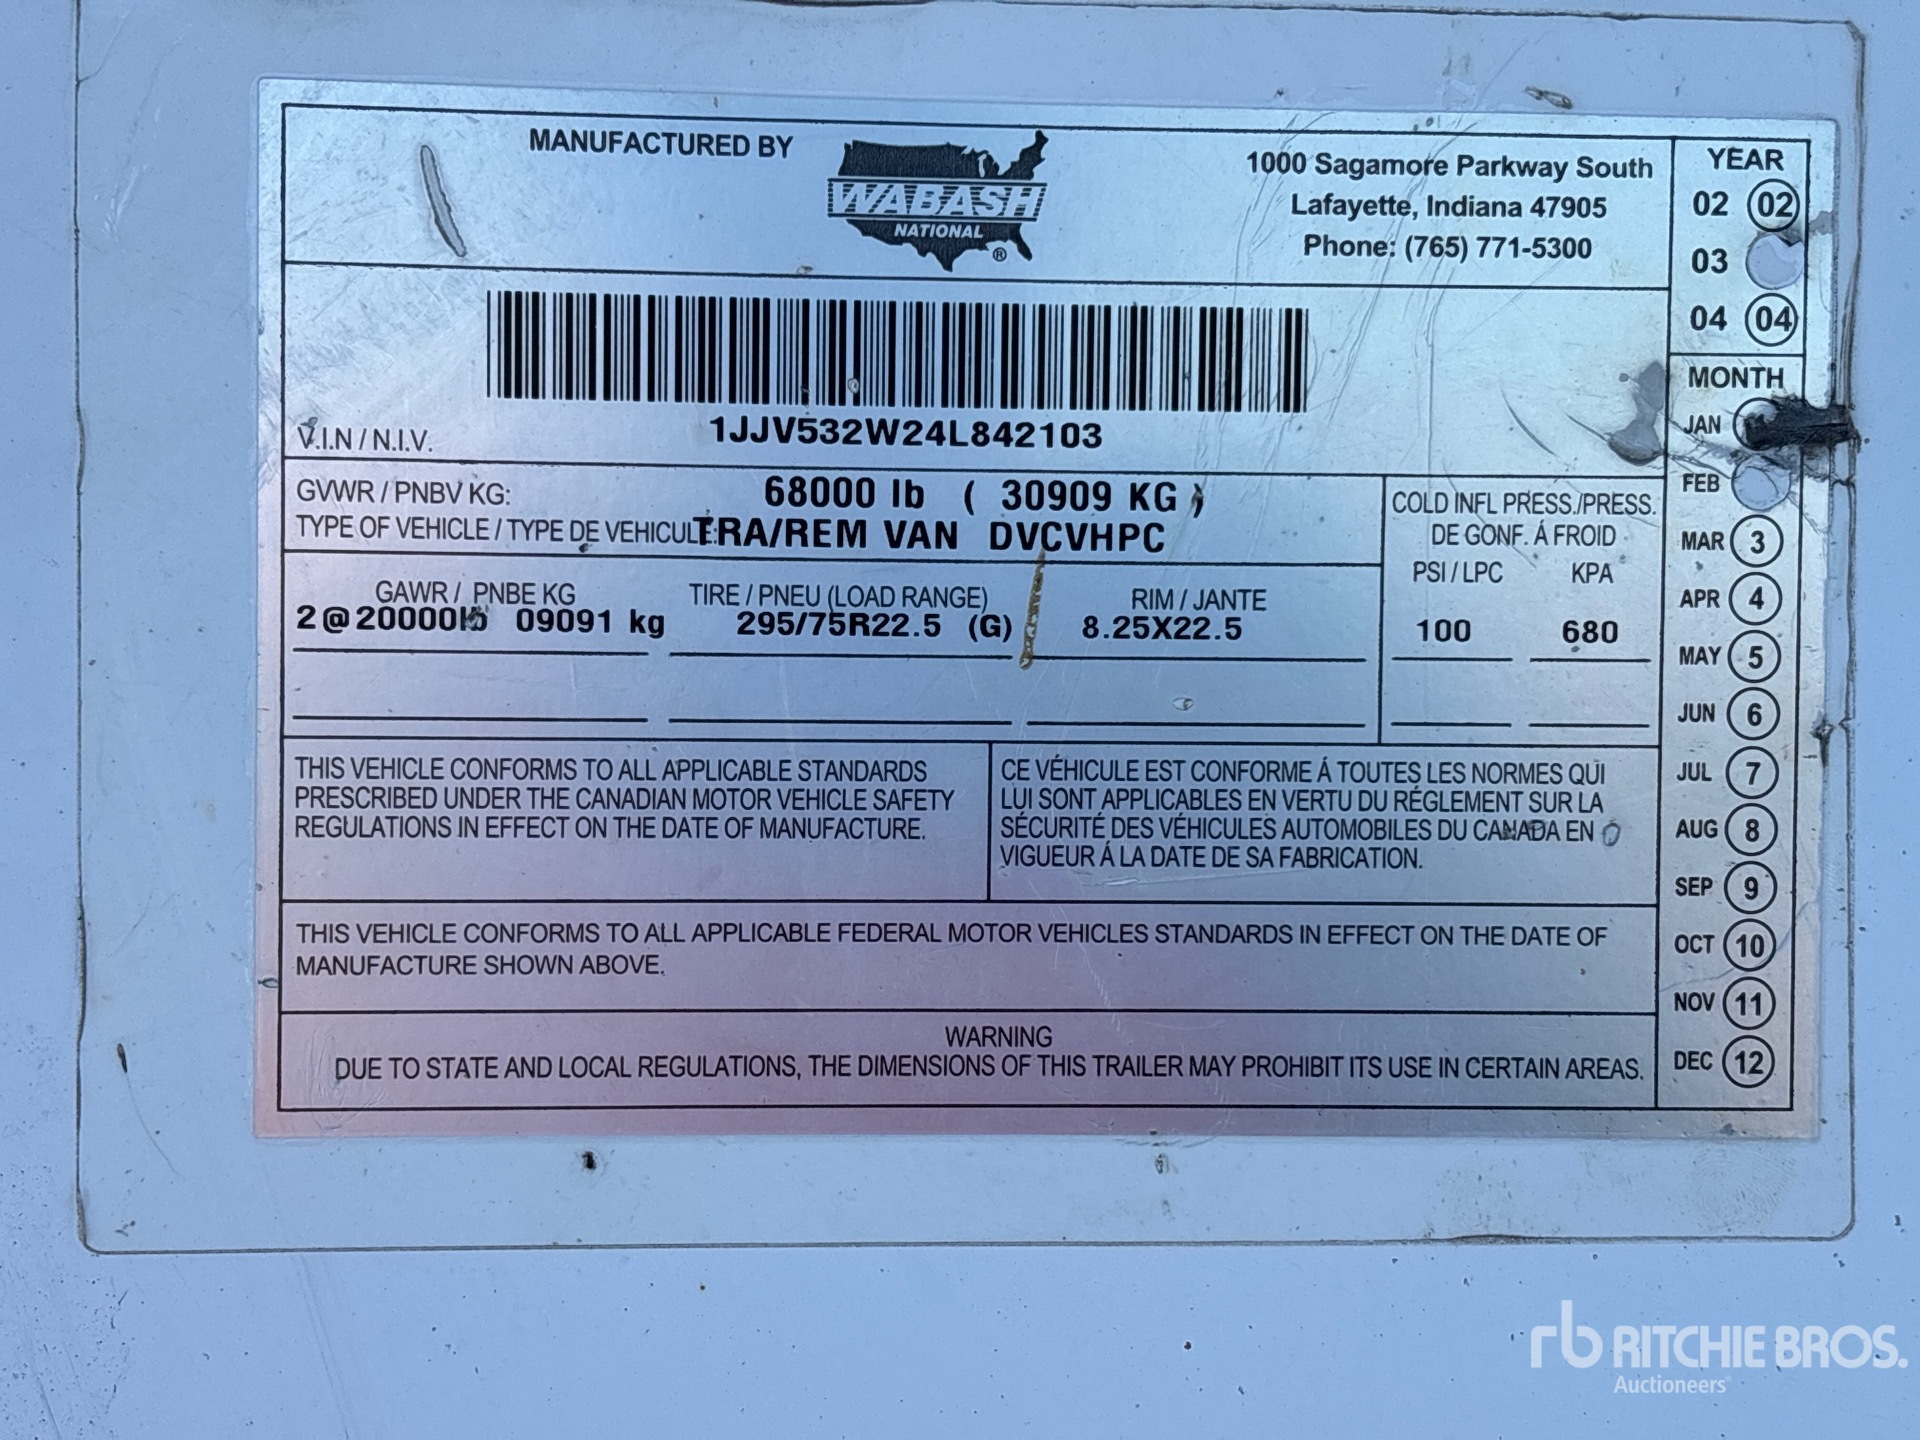 MANUFACTURED BY
WABASH
NATIONAL
®
1000 Sagamore Parkway South
Lafayette, Indiana 47905
Phone: (765) 771-5300
YEAR
02 02
03
04 04
1JJV532W24L842103
V.I.N / N.I.V.
GVWR / PNBV KG: 68000 lb ( 30909 KG )
TYPE OF VEHICLE / TYPE DE VEHICULE: TRA/REM VAN DVCVHPC
GAWR / PNBE KG TIRE / PNEU (LOAD RANGE) RIM / JANTE
2@20000lb 09091 kg 295/75R22.5 (G) 8.25X22.5
COLD INFL PRESS./PRESS.
DE GONF. Á FROID
PSI / LPC KPA
100 680
THIS VEHICLE CONFORMS TO ALL APPLICABLE STANDARDS
PRESCRIBED UNDER THE CANADIAN MOTOR VEHICLE SAFETY
REGULATIONS IN EFFECT ON THE DATE OF MANUFACTURE.
CE VÉHICULE EST CONFORME Á TOUTES LES NORMES QUI
LUI SONT APPLICABLES EN VERTU DU RÉGLEMENT SUR LA
SÉCURITÉ DES VÉHICULES AUTOMOBILES DU CANADA EN
VIGUEUR Á LA DATE DE SA FABRICATION.
THIS VEHICLE CONFORMS TO ALL APPLICABLE FEDERAL MOTOR VEHICLES STANDARDS IN EFFECT ON THE DATE OF
MANUFACTURE SHOWN ABOVE.
WARNING
DUE TO STATE AND LOCAL REGULATIONS, THE DIMENSIONS OF THIS TRAILER MAY PROHIBIT ITS USE IN CERTAIN AREAS.
MONTH
JAN
FEB
MAR 3
APR 4
MAY 5
JUN 6
JUL 7
AUG 8
SEP 9
OCT 10
NOV 11
DEC 12
rb RITCHIE BROS.
Auctioneers